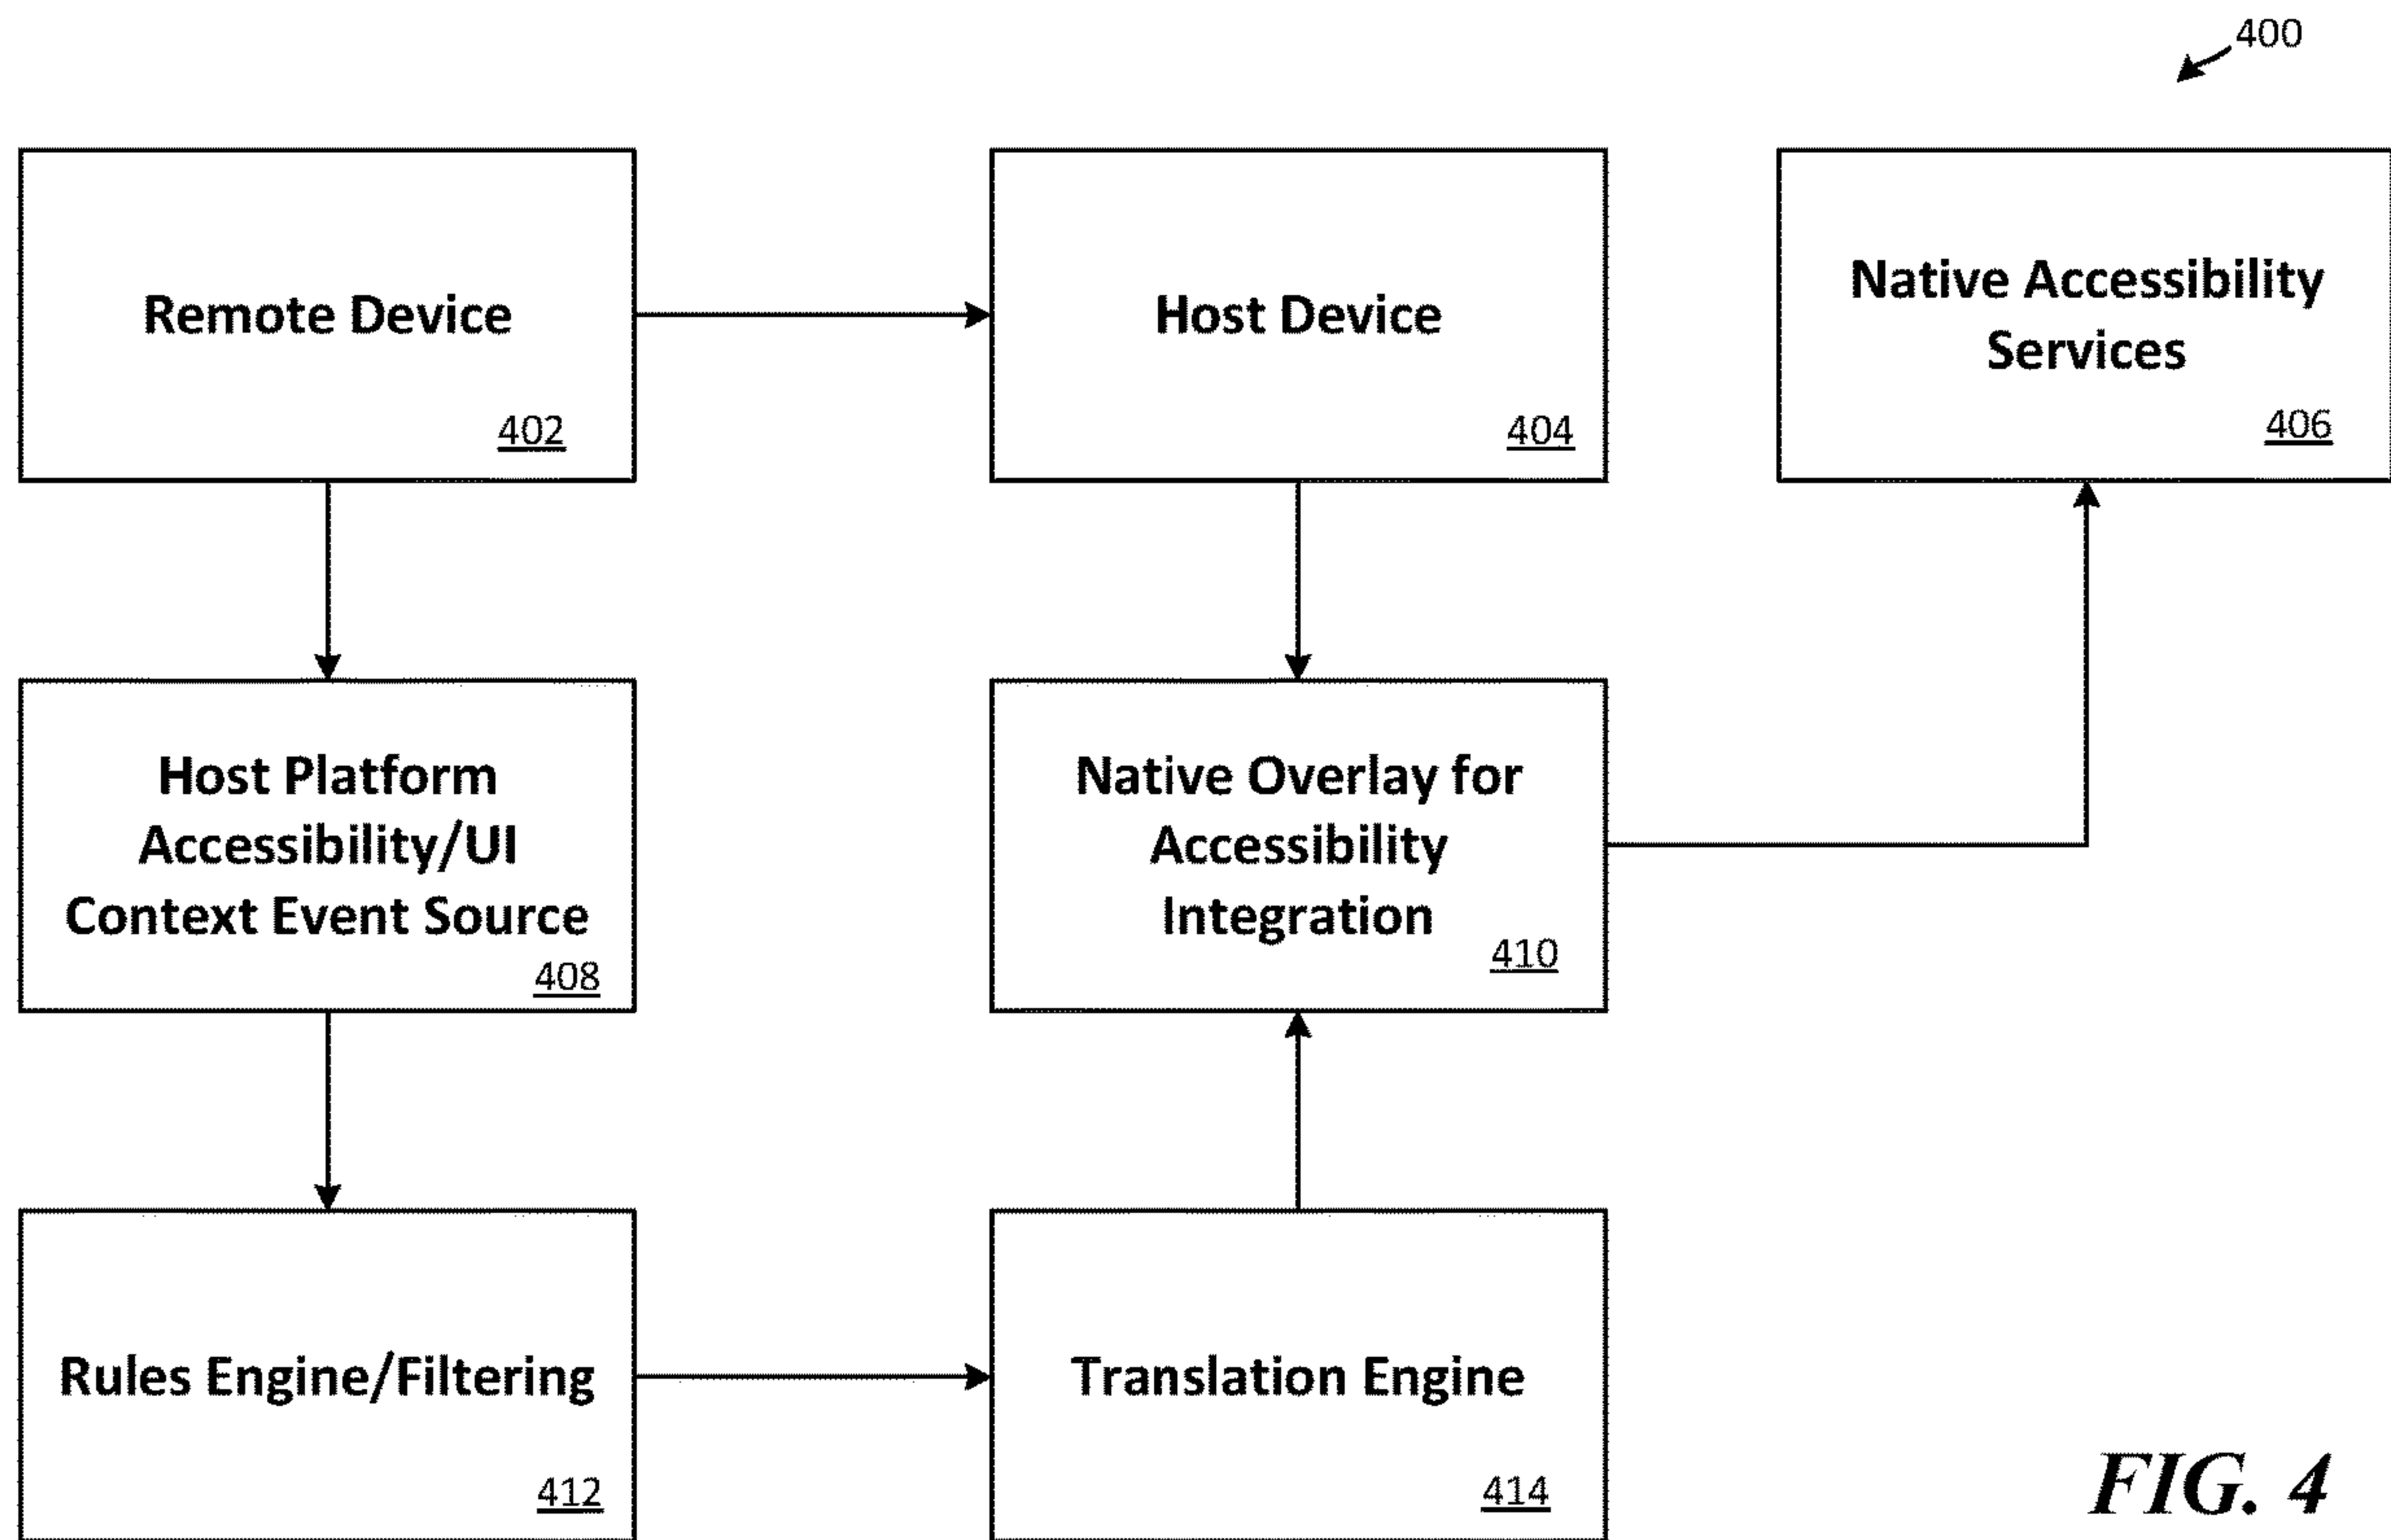 400
Remote Device
402
Host Device
404
Native Accessibility
Services
406
Host Platform
Accessibility/UI
Context Event Source
408
Native Overlay for
Accessibility
Integration
410
Rules Engine/Filtering
412
Translation Engine
414
FIG. 4